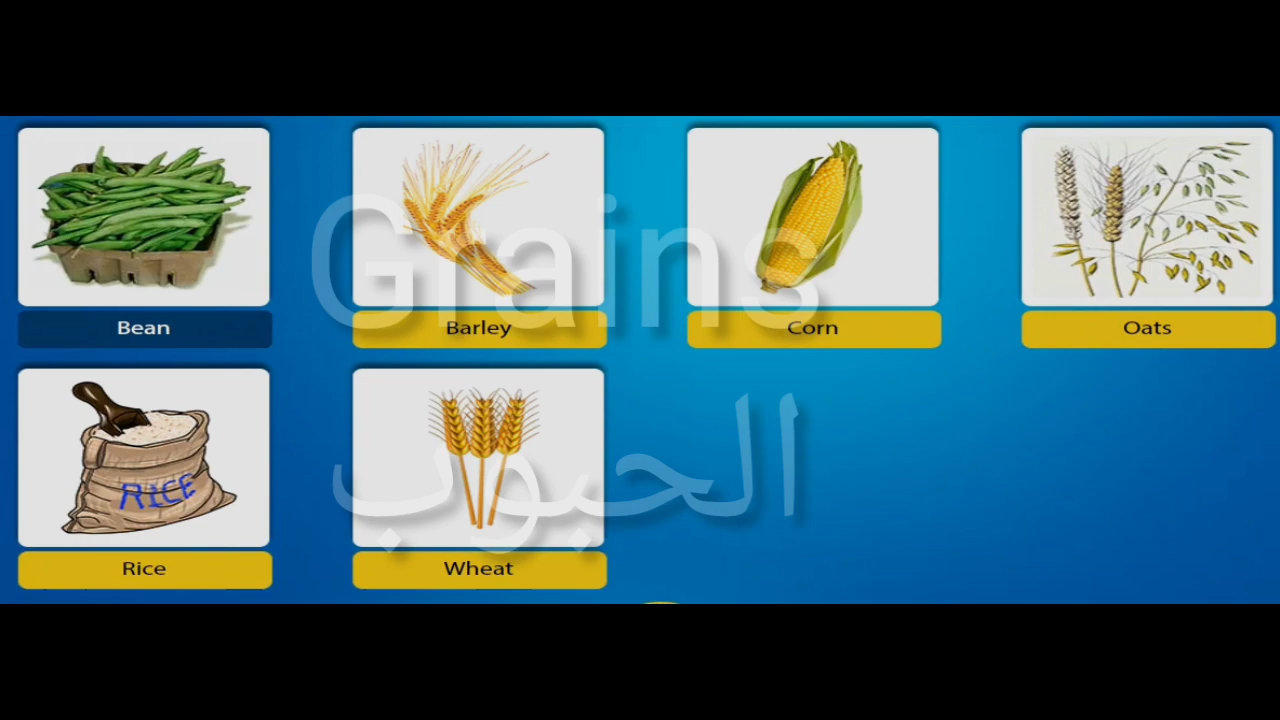 Grains
Bean
Barley
Corn
Oats
الحبوب
RICE
Rice
Wheat